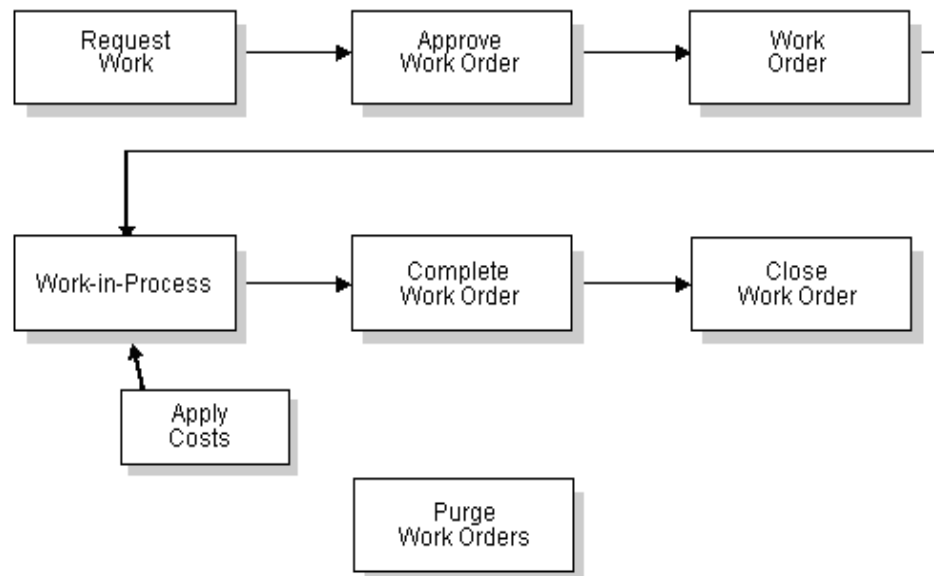 Request
Work
Approve
Work Order
Work
Order
Work-in-Process
Complete
Work Order
Close
Work Order
Apply
Costs
Purge
Work Orders